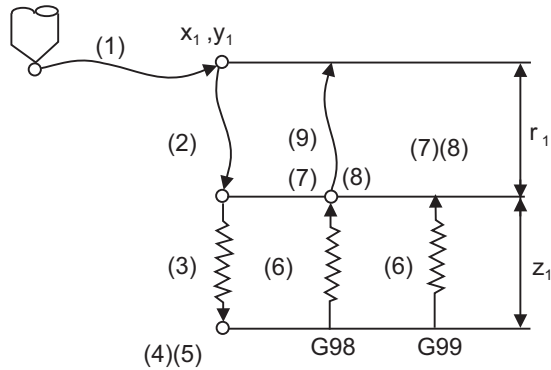 (1)
x1 ,y1
(2)
(9)
(7)(8)
r1
(7)
(8)
(3)
(6)
(6)
z1
(4)(5)
G98
G99